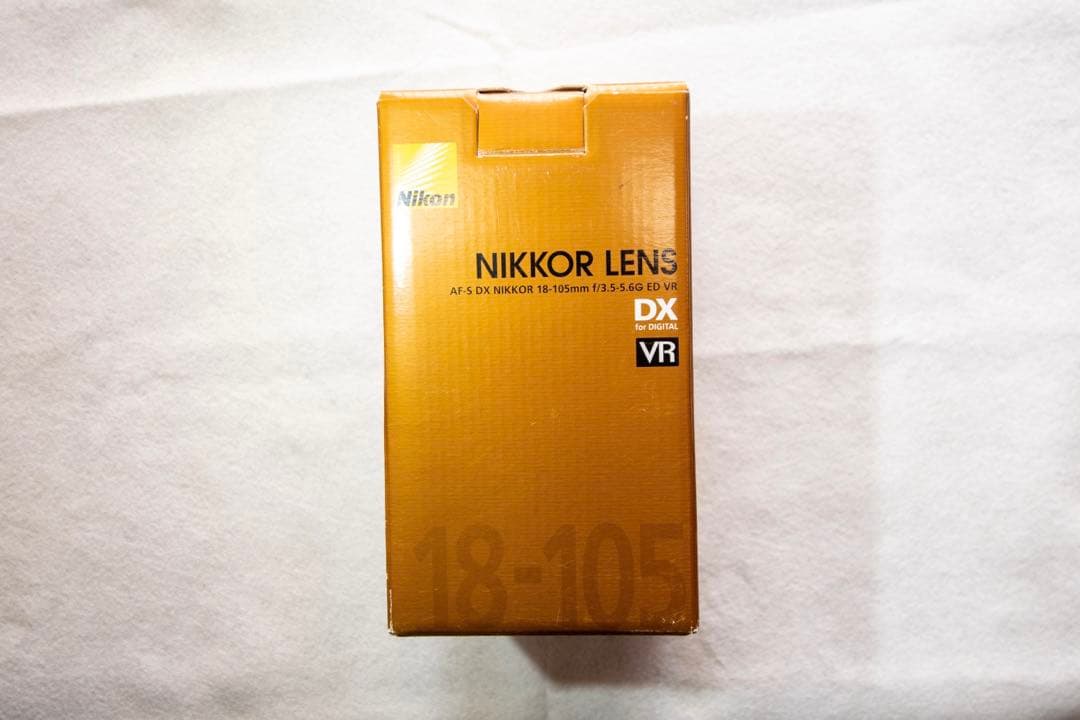 Nikon
NIKKOR LENS
AF-S DX NIKKOR 18-105mm f/3.5-5.6G ED VR
DX
for DIGITAL
VR
18-105